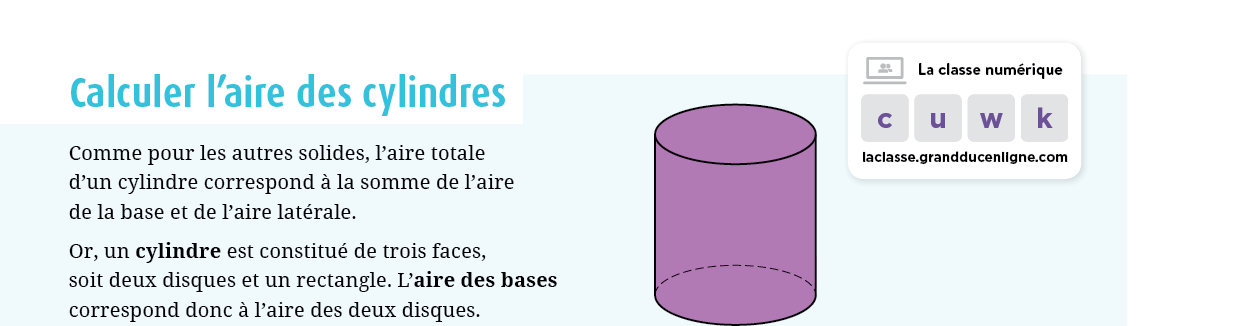 Calculer l’aire des cylindres
Comme pour les autres solides, l’aire totale
d’un cylindre correspond à la somme de l’aire
de la base et de l’aire latérale.
Or, un cylindre est constitué de trois faces,
soit deux disques et un rectangle. L’aire des bases
correspond donc à l’aire des deux disques.
La classe numérique
c u w k
laclasse.grandducenligne.com